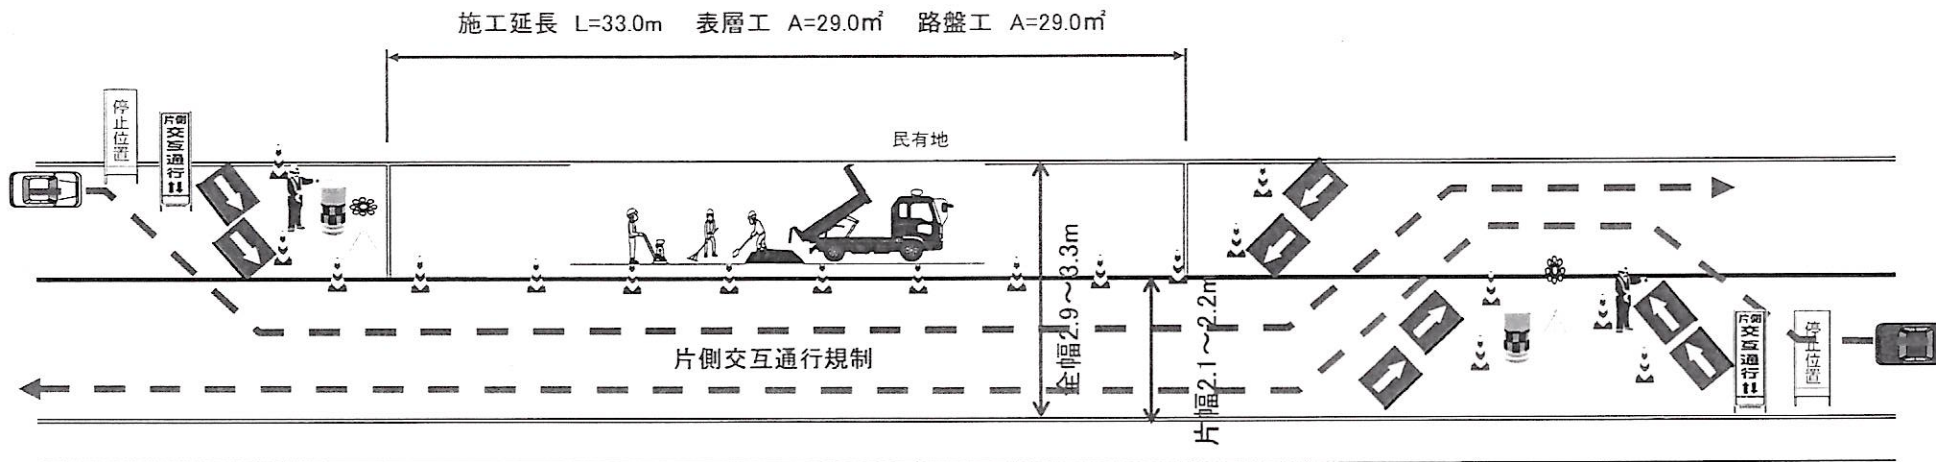 施工延長 L=33.0m 表層工 A=29.0㎡ 路盤工 A=29.0㎡
民有地
停止位置
片側
交互通行
全幅2.9～3.3m
片幅2.1～2.2m
片側交互通行規制
片側
交互通行
停止位置